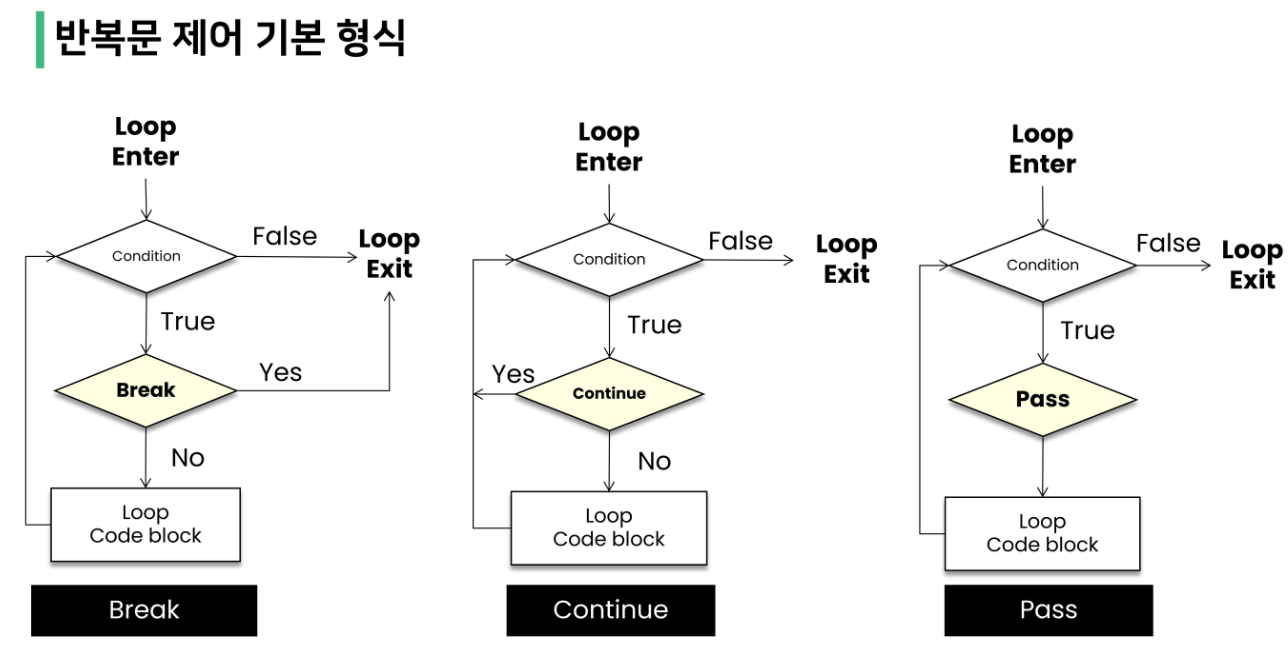 반복문 제어 기본 형식
Loop
Enter
Condition
False
Loop
Exit
True
Break
Yes
No
Loop
Code block
Break
Loop
Enter
Condition
False
Loop
Exit
True
Yes
Continue
No
Loop
Code block
Continue
Loop
Enter
Condition
False
Loop
Exit
True
Pass
Loop
Code block
Pass